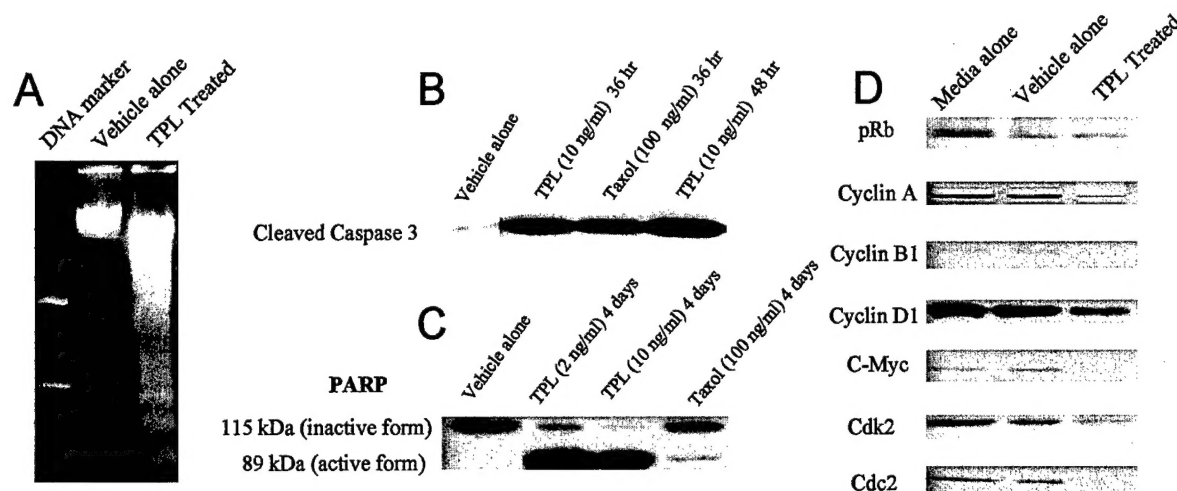 A
DNA marker
Vehicle alone
TPL Treated
B
Vehicle alone
TPL (10 ng/ml) 36 hr
Taxol (100 ng/ml) 36 hr
TPL (10 ng/ml) 48 hr
Cleaved Caspase 3
C
Vehicle alone
TPL (2 ng/ml) 4 days
TPL (10 ng/ml) 4 days
Taxol (100 ng/ml) 4 days
PARP
115 kDa (inactive form)
89 kDa (active form)
D
Media alone
Vehicle alone
TPL Treated
pRb
Cyclin A
Cyclin B1
Cyclin D1
C-Myc
Cdk2
Cdc2